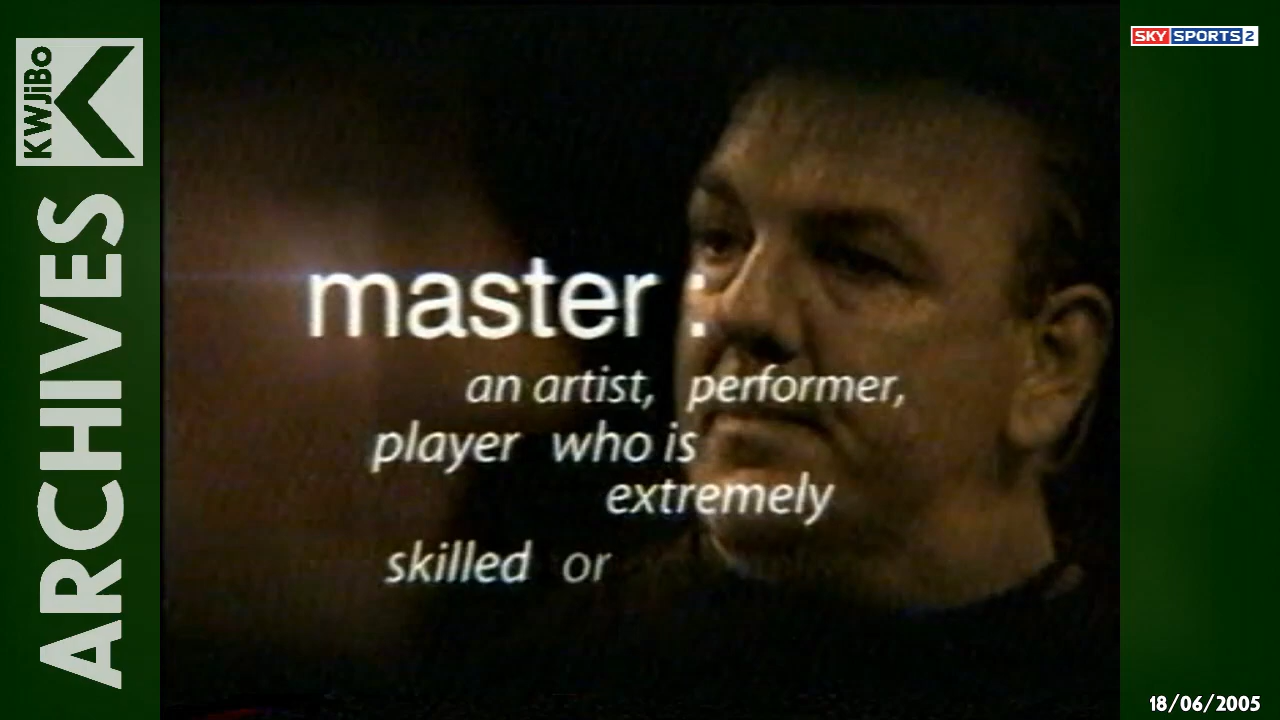 KWJiBO
ARCHIVES
SKY SPORTS 2
master :
an artist, performer,
player who is
extremely
skilled or
18/06/2005